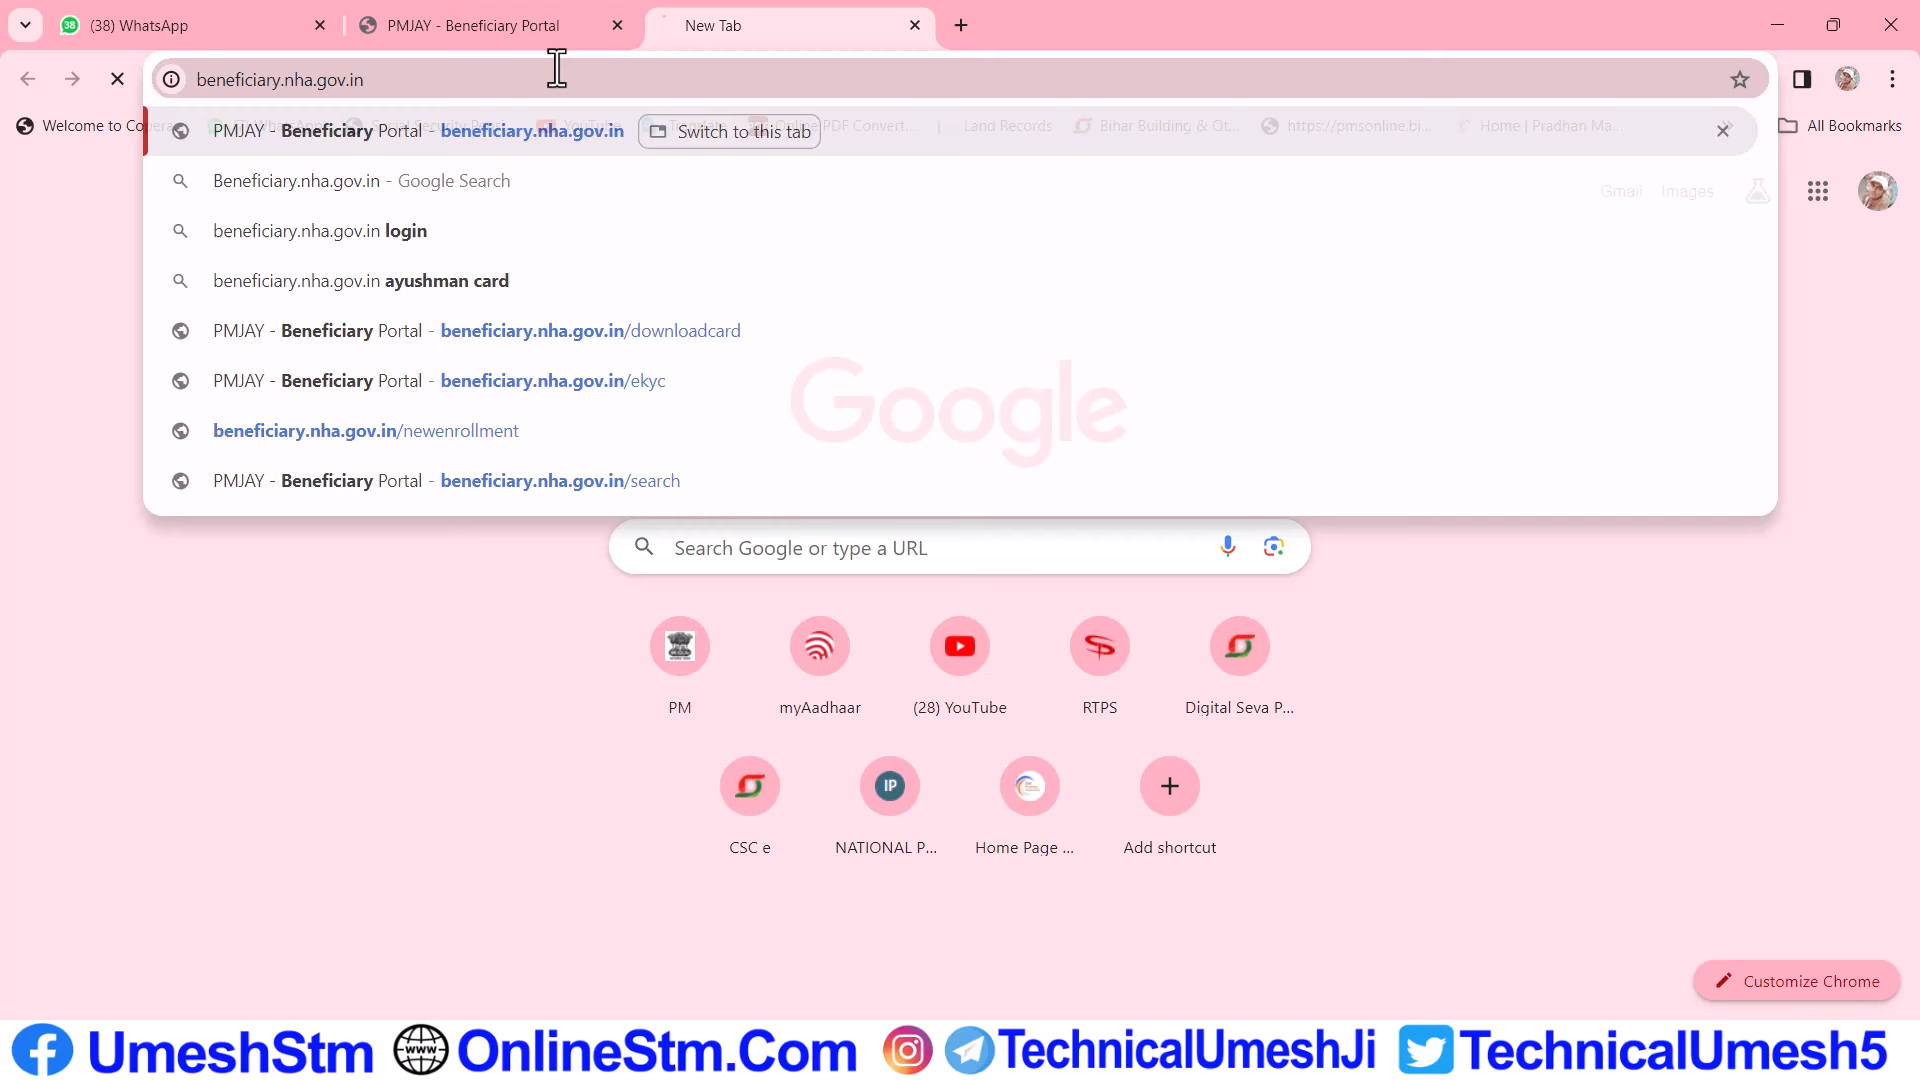 (38) WhatsApp
PMJAY - Beneficiary Portal
New Tab
beneficiary.nha.gov.in
Welcome to Co
PMJAY - Beneficiary Portal - beneficiary.nha.gov.in
Switch to this tab
PDF Convert...
Land Records
Bihar Building & Ot...
https://pmsonline.bi...
Home | Pradhan Ma...
All Bookmarks
Beneficiary.nha.gov.in - Google Search
Gmail
Images
beneficiary.nha.gov.in login
beneficiary.nha.gov.in ayushman card
PMJAY - Beneficiary Portal - beneficiary.nha.gov.in/downloadcard
PMJAY - Beneficiary Portal - beneficiary.nha.gov.in/ekyc
beneficiary.nha.gov.in/newenrollment
PMJAY - Beneficiary Portal - beneficiary.nha.gov.in/search
Google
Search Google or type a URL
PM
myAadhaar
(28) YouTube
RTPS
Digital Seva P...
IP
CSC e
NATIONAL P...
Home Page ...
Add shortcut
Customize Chrome
UmeshStm
www
OnlineStm.Com
TechnicalUmeshJi
TechnicalUmesh5